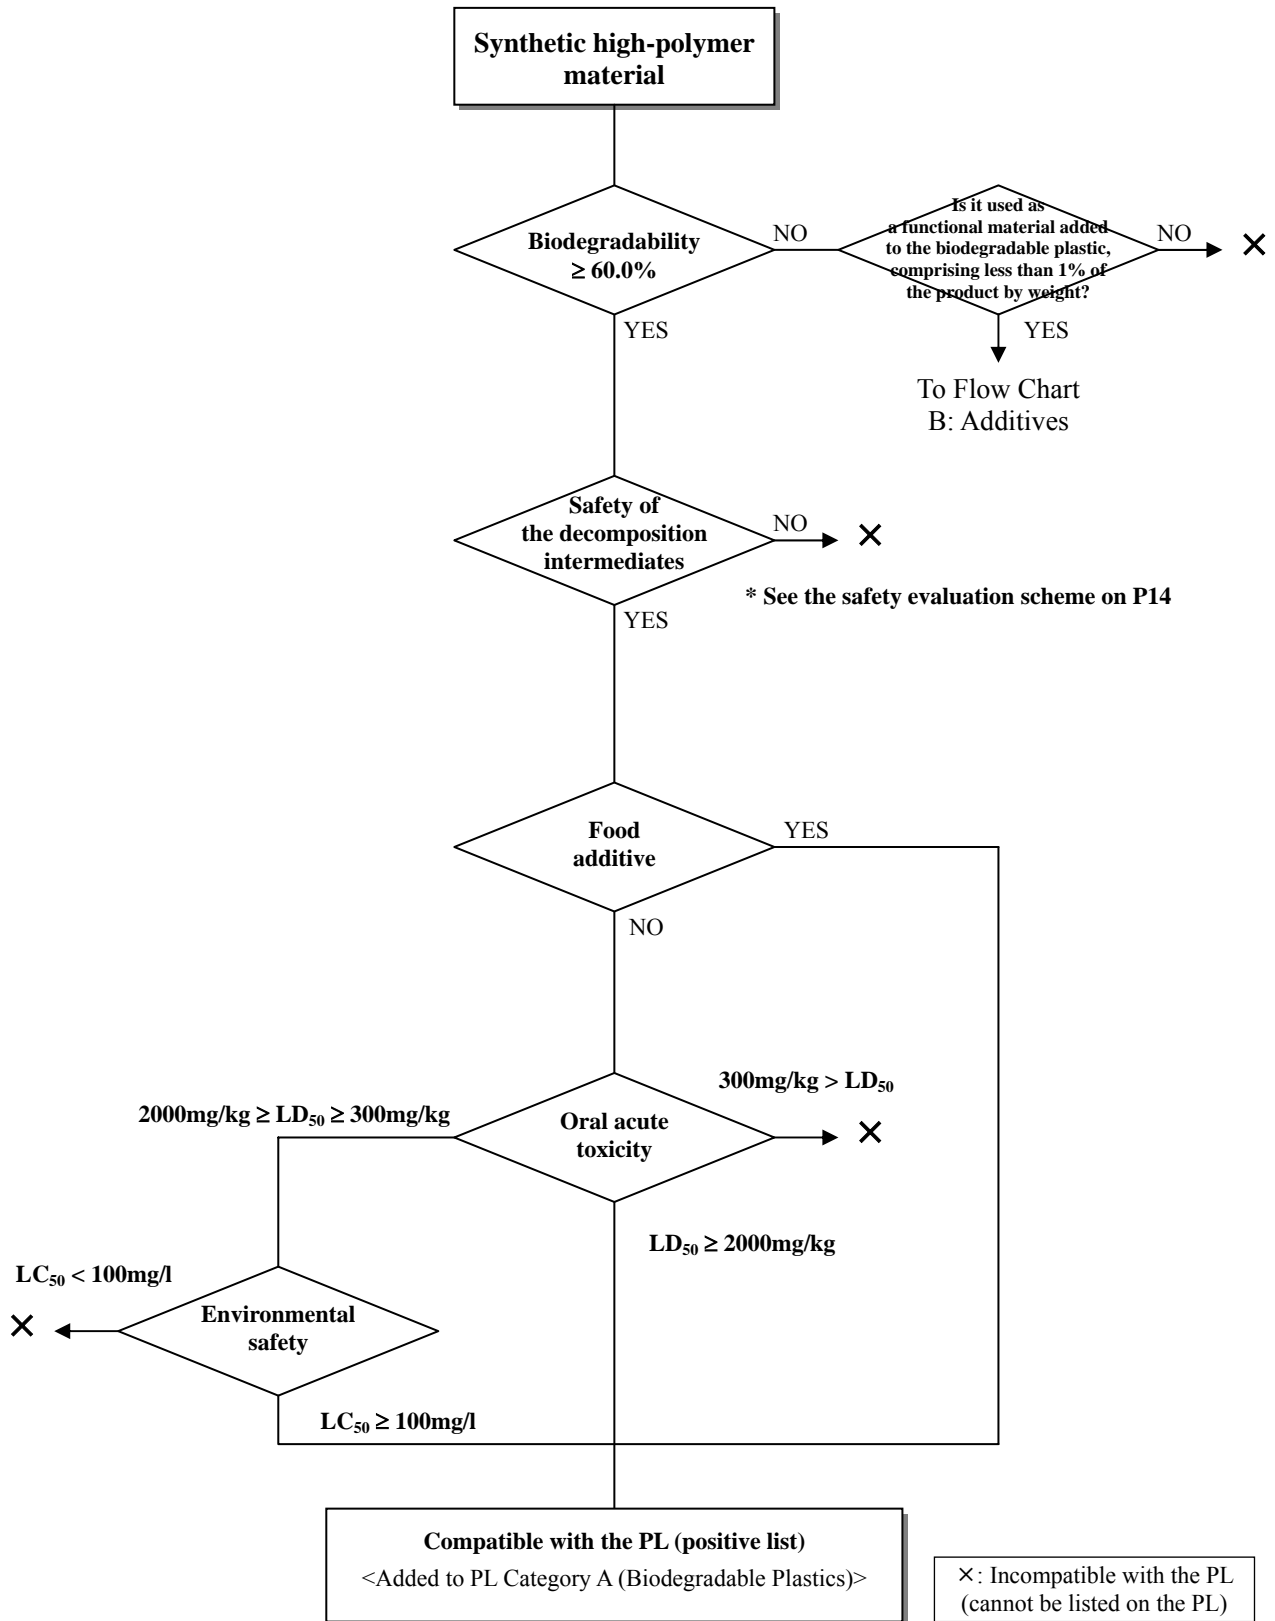 Synthetic high-polymer
material
Biodegradability
≥ 60.0%
NO
Is it used as
a functional material added
to the biodegradable plastic,
comprising less than 1% of
the product by weight?
NO
×
YES
YES
To Flow Chart
B: Additives
Safety of
the decomposition
intermediates
NO
×
* See the safety evaluation scheme on P14
YES
Food
additive
YES
NO
300mg/kg > LD₅₀
2000mg/kg ≥ LD₅₀ ≥ 300mg/kg
Oral acute
toxicity
×
LD₅₀ ≥ 2000mg/kg
LC₅₀ < 100mg/l
×
Environmental
safety
LC₅₀ ≥ 100mg/l
Compatible with the PL (positive list)
<Added to PL Category A (Biodegradable Plastics)>
×: Incompatible with the PL
(cannot be listed on the PL)